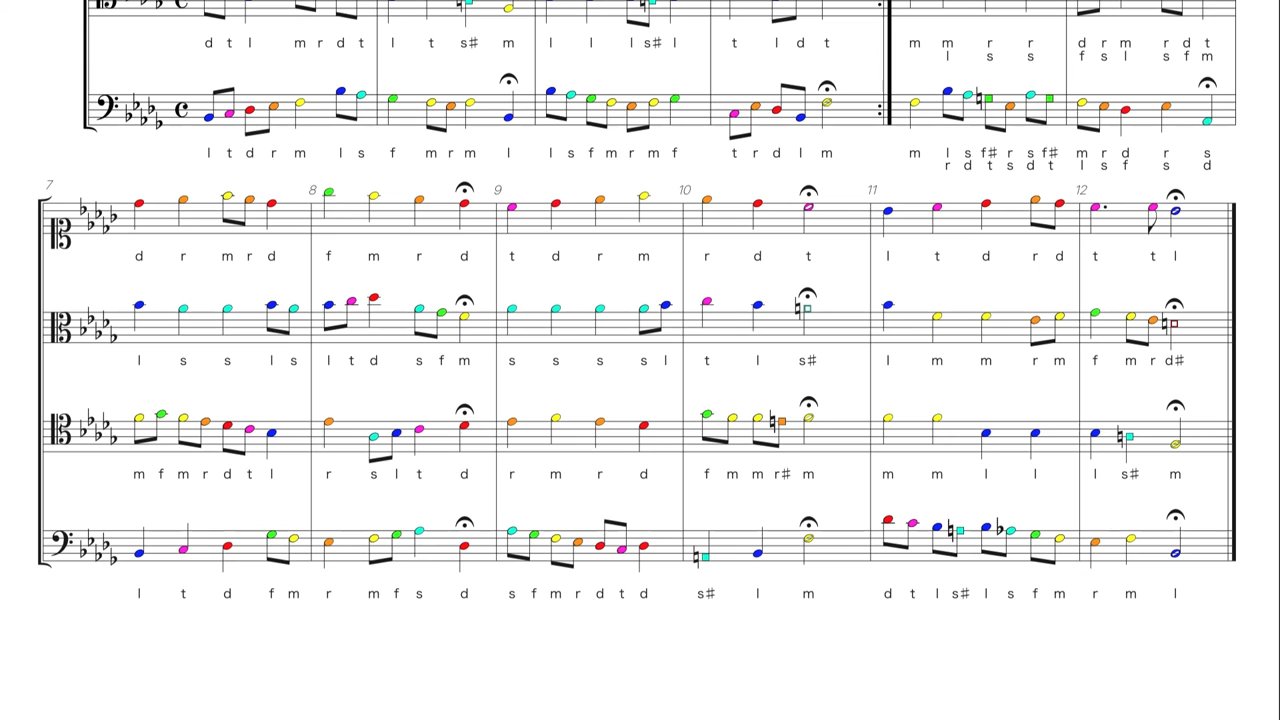 d t l m r d t l t s♯ m l l l s♯ l t l d t m m r r d r m r d t
l s s f s l s f m
l t d r m l s f m r m l l s f m r m f t r d l m m l s f♯ r s f♯ m r d r s
r d t s d t l s f s d
7 8 9 10 11 12
d r m r d f m r d t d r m r d t l t d r d t t l
l s s l s l t d s f m s s s s l t l s♯ l m m r m f m r d♯
m f m r d t l r s l t d r m r d f m m r♯ m m m l l l s♯ m
l t d f m r m f s d s f m r d t d s♯ l m d t l s♯ l s f m r m l